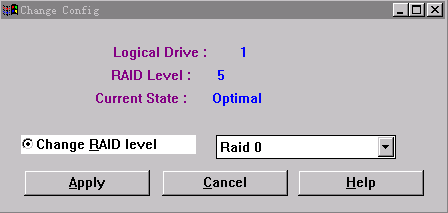 Change Config
Logical Drive : 1
RAID Level : 5
Current State : Optimal
Change RAID level Raid 0
Apply Cancel Help